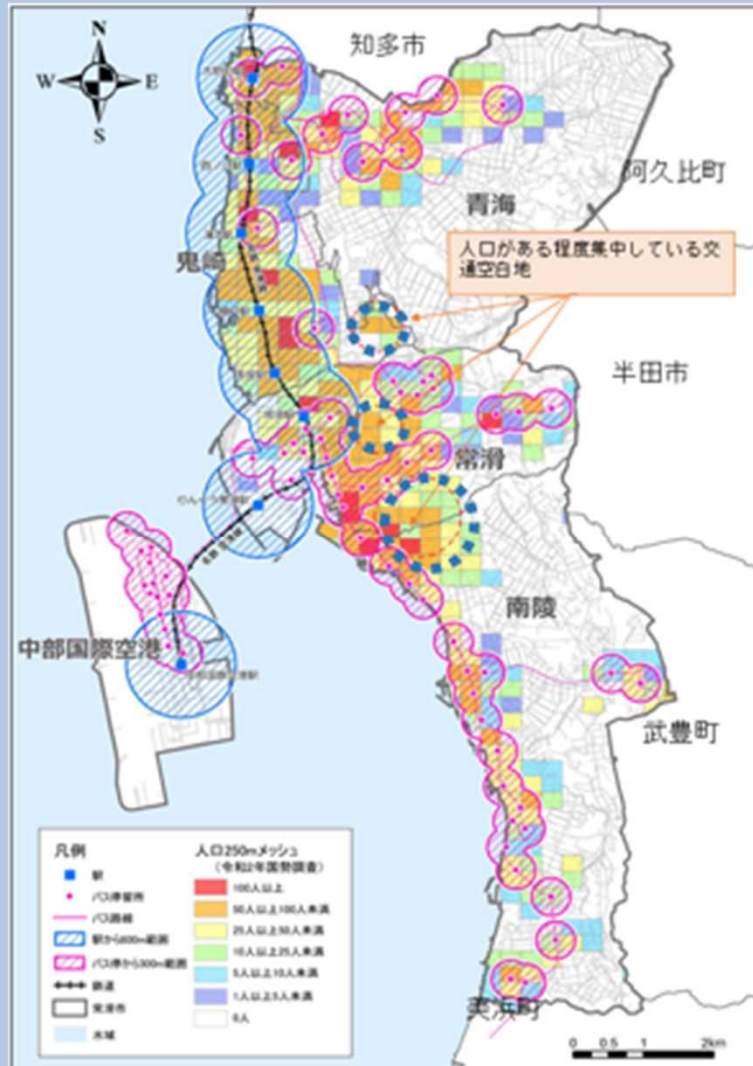 N
W
E
S
知多市
阿久比町
青海
人口がある程度集中している交
通空白地
鬼崎
半田市
常滑
りんくう常滑駅
南陵
中部国際空港
武豊町
美浜町
凡例
駅
バス停留所
バス路線
駅から800m範囲
バス停から300m範囲
鉄道
常滑市
水域
人口250mメッシュ
（令和2年国勢調査）
100人以上
50人以上100人未満
25人以上50人未満
10人以上25人未満
5人以上10人未満
1人以上5人未満
0人
0 0.5 1 2km